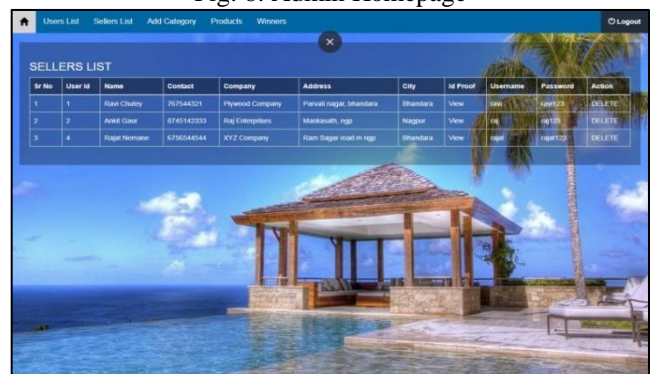 Fig. 6: Admin Homepage
Users List Sellers List Add Category Products Winners Logout
SELLERS LIST
Sr No User Id Name Contact Company Address City Id Proof Username Password Action
1 1 Ravi Chutey 767544321 Plywood Company Parvati nagar, bhandara Bhandara View ravi ravi123 DELETE
2 2 Ankit Gaur 8745142333 Raj Enterprises Maskasath, ngp Nagpur View raj raj123 DELETE
3 4 Rajat Nemane 6756544544 XYZ Company Ram Sagar road m ngp Bhandara View rajat rajat123 DELETE